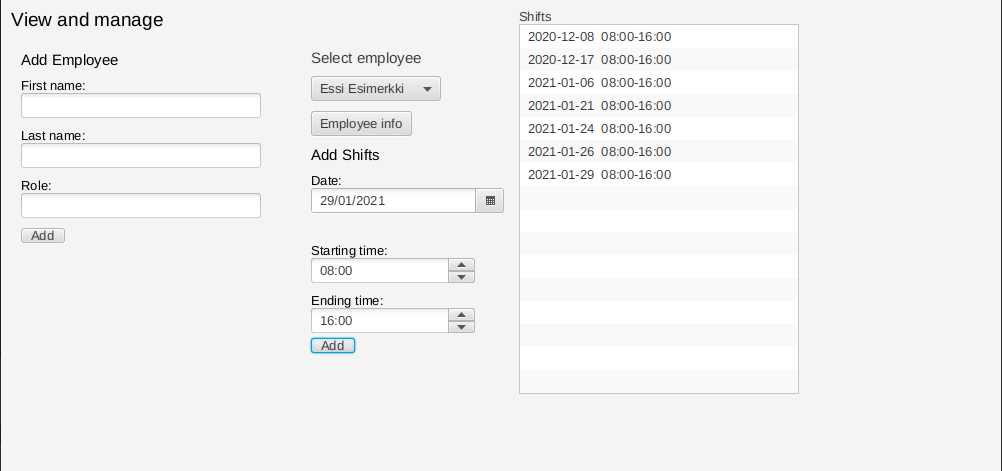 View and manage
Add Employee
First name:
Last name:
Role:
Add
Select employee
Essi Esimerkki
Employee info
Add Shifts
Date:
29/01/2021
Starting time:
08:00
Ending time:
16:00
Add
Shifts
2020-12-08 08:00-16:00
2020-12-17 08:00-16:00
2021-01-06 08:00-16:00
2021-01-21 08:00-16:00
2021-01-24 08:00-16:00
2021-01-26 08:00-16:00
2021-01-29 08:00-16:00